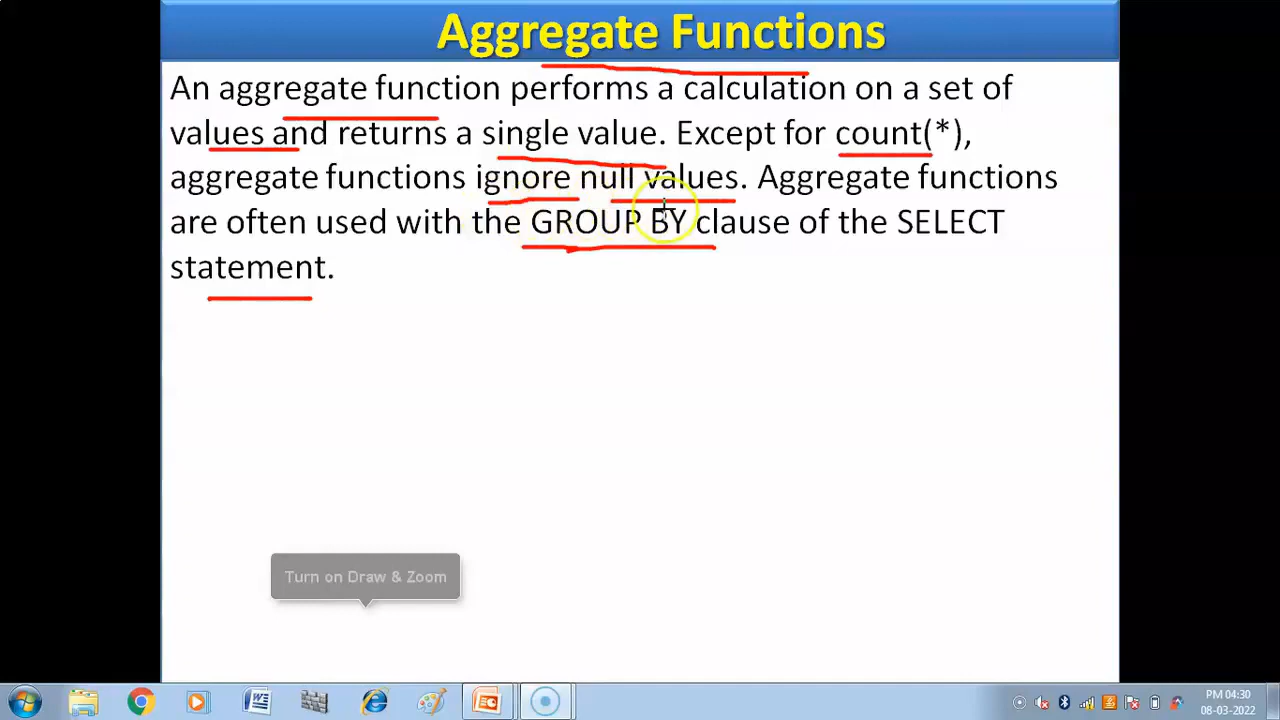 Aggregate Functions
An aggregate function performs a calculation on a set of
values and returns a single value. Except for count(*),
aggregate functions ignore null values. Aggregate functions
are often used with the GROUP BY clause of the SELECT
statement.
Turn on Draw & Zoom
PM 04:30
08-03-2022